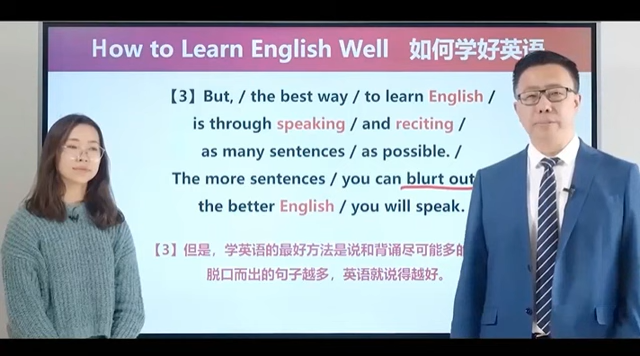 How to Learn English Well 如何学好英语
【3】But, / the best way / to learn English /
is through speaking / and reciting /
as many sentences / as possible. /
The more sentences / you can blurt out
the better English / you will speak.
【3】但是，学英语的最好方法是说和背诵尽可能多的
脱口而出的句子越多，英语就说得越好。